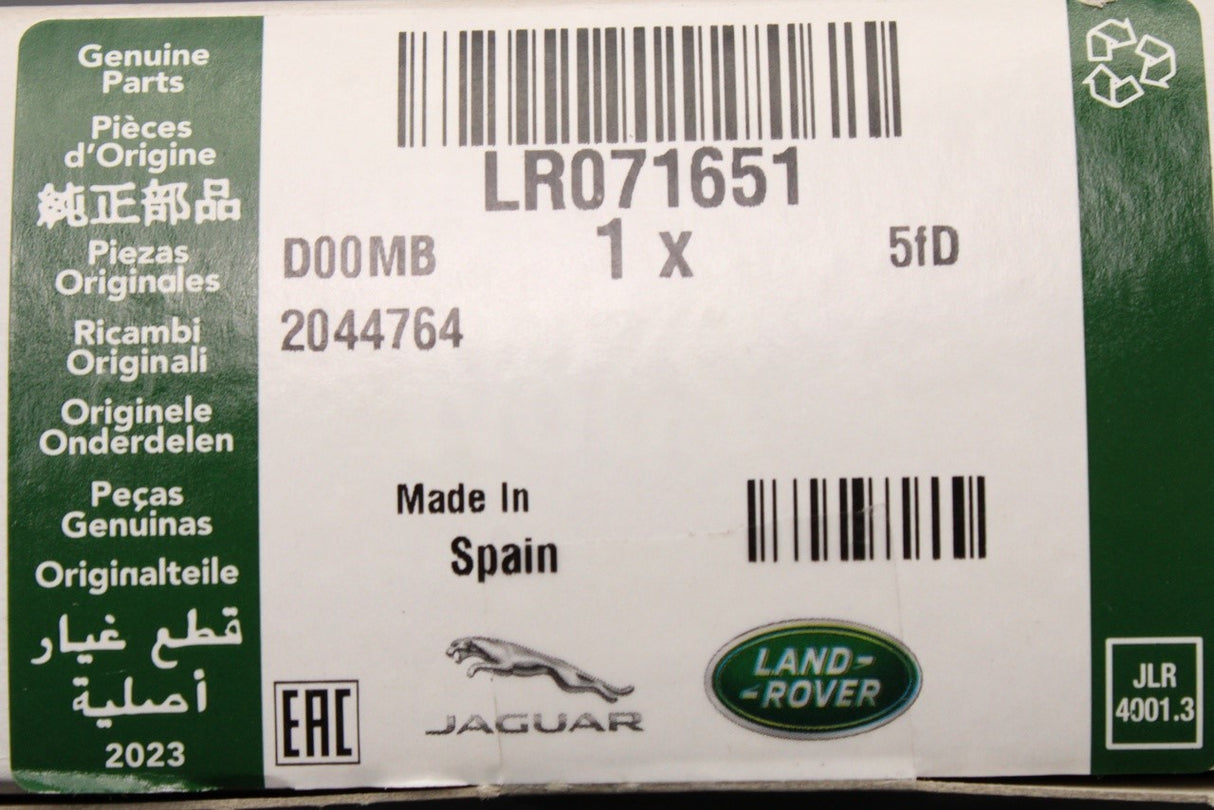 Genuine
Parts
Pièces
d'Origine
純正部品
Piezas
Originales
Ricambi
Originali
Originele
Onderdelen
Peças
Genuinas
Originalteile
قطع غيار
أصلية
2023
LR071651
D00MB 1 x 5fD
2044764
Made In
Spain
EAC
JAGUAR
LAND-
-ROVER
JLR
4001.3